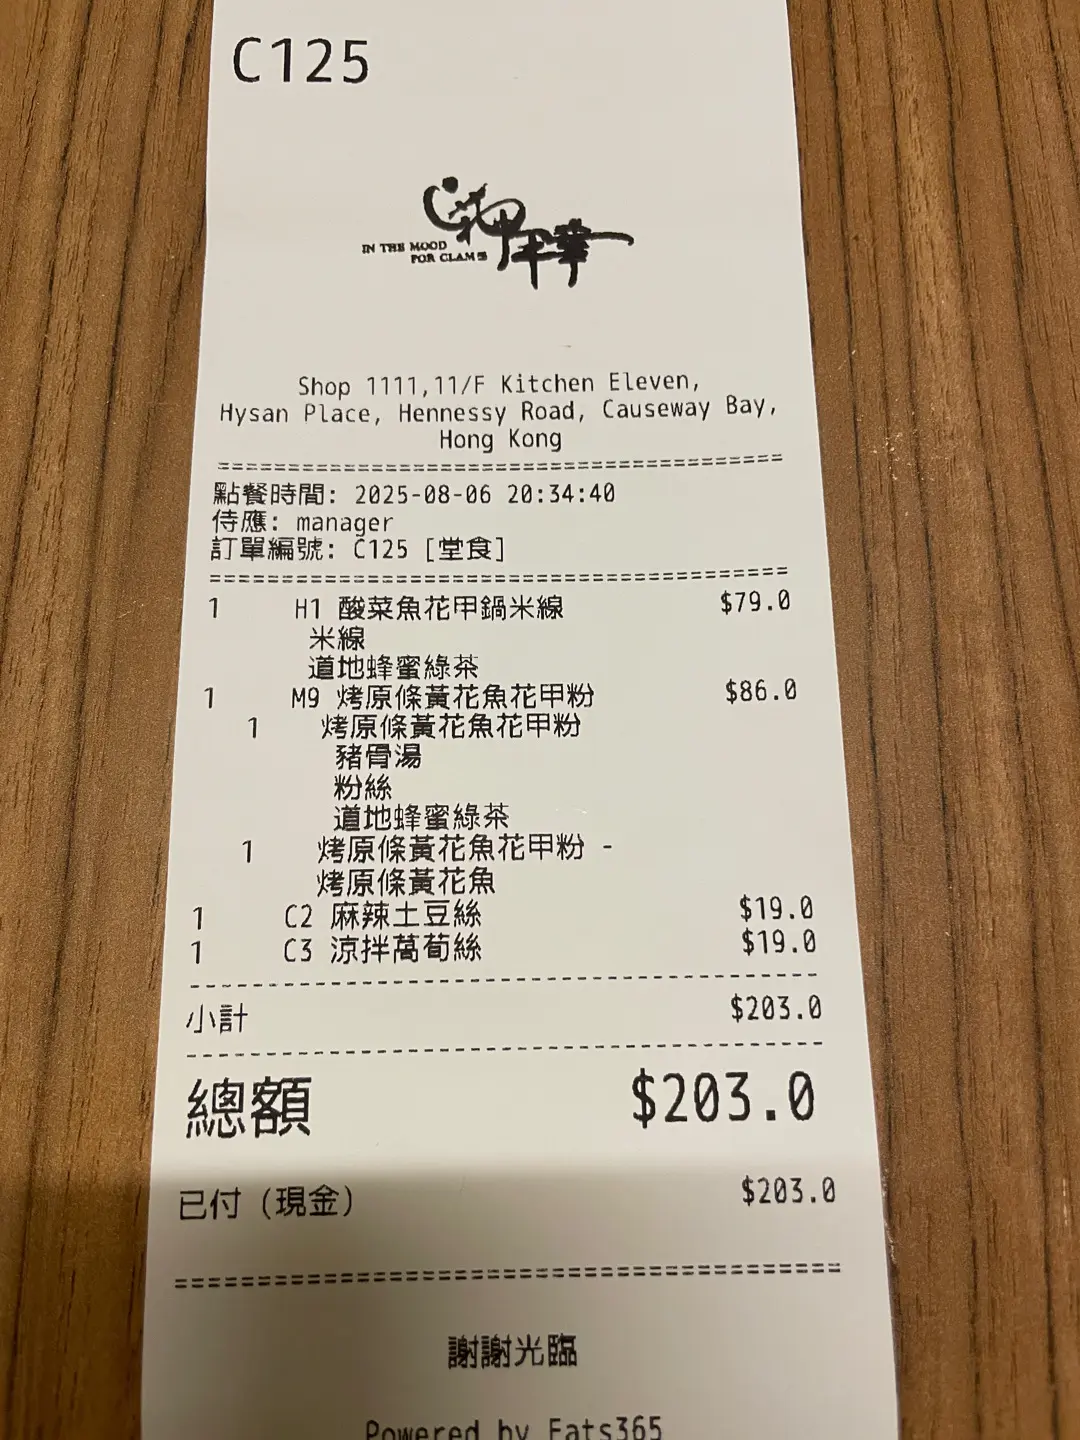 C125
花甲年華
IN THE MOOD
FOR CLAMS
Shop 1111,11/F Kitchen Eleven,
Hysan Place, Hennessy Road, Causeway Bay,
Hong Kong
========================================
點餐時間: 2025-08-06 20:34:40
侍應: manager
訂單編號: C125 [堂食]
========================================
1 H1 酸菜魚花甲鍋米線 $79.0
米線
道地蜂蜜綠茶
1 M9 烤原條黃花魚花甲粉 $86.0
1 烤原條黃花魚花甲粉
豬骨湯
粉絲
道地蜂蜜綠茶
1 烤原條黃花魚花甲粉 -
烤原條黃花魚
1 C2 麻辣土豆絲 $19.0
1 C3 涼拌萵荀絲 $19.0
----------------------------------------
小計 $203.0
----------------------------------------
總額 $203.0
已付 (現金) $203.0
========================================
謝謝光臨
Powered by Eats365